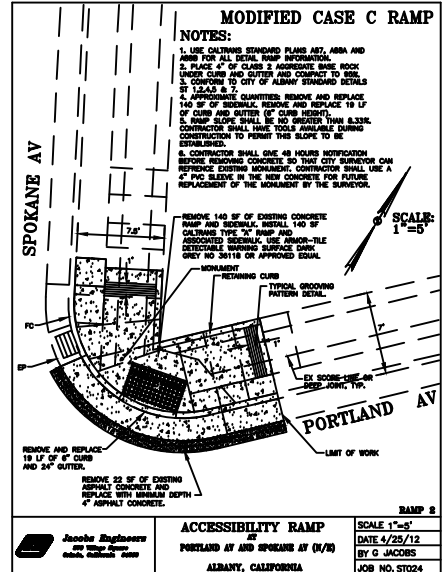 MODIFIED CASE C RAMP
NOTES:
1. USE CALTRANS STANDARD PLANS A87, A88A AND
A88B FOR ALL DETAIL RAMP INFORMATION.
2. PLACE 4" OF CLASS 2 AGGREGATE BASE ROCK
UNDER CURB AND GUTTER AND COMPACT TO 95%.
3. CONFORM TO CITY OF ALBANY STANDARD DETAILS
ST 1,2,4,5 & 7.
4. APPROXIMATE QUANTITIES: REMOVE AND REPLACE
140 SF OF SIDEWALK. REMOVE AND REPLACE 19 LF
OF CURB AND GUTTER (6" CURB HEIGHT).
5. RAMP SLOPE SHALL BE NO GREATER THAN 8.33%.
CONTRACTOR SHALL HAVE TOOLS AVAILABLE DURING
CONSTRUCTION TO PERMIT THIS SLOPE TO BE
ESTABLISHED.
6. CONTRACTOR SHALL GIVE 48 HOURS NOTIFICATION
BEFORE REMOVING CONCRETE SO THAT CITY SURVEYOR CAN
REFRENCE EXISTING MONUMENT. CONTRACTOR SHALL USE A
4" PVC SLEEVE IN THE NEW CONCRETE FOR FUTURE
REPLACEMENT OF THE MONUMENT BY THE SURVEYOR.
SPOKANE AV
7.5'
SCALE:
1"=5'
REMOVE 140 SF OF EXISTING CONCRETE
RAMP AND SIDEWALK. INSTALL 140 SF
CALTRANS TYPE "A" RAMP AND
ASSOCIATED SIDEWALK. USE ARMOR-TILE
DETECTABLE WARNING SURFACE DARK
GREY NO 36118 OR APPROVED EQUAL
1'
MONUMENT
RETAINING CURB
TYPICAL GROOVING
PATTERN DETAIL.
7'
FC
EP
EX SCORE LINE OR
DEEP JOINT, TYP.
PORTLAND AV
LIMIT OF WORK
REMOVE AND REPLACE
19 LF OF 6" CURB
AND 24" GUTTER.
REMOVE 22 SF OF EXISTING
ASPHALT CONCRETE AND
REPLACE WITH MINIMUM DEPTH
4" ASPHALT CONCRETE.
RAMP 2
Jacobs Engineers
Village Square
California
ACCESSIBILITY RAMP
AT
PORTLAND AV AND SPOKANE AV (N/E)
ALBANY, CALIFORNIA
SCALE 1"=5'
DATE 4/25/12
BY G JACOBS
JOB NO. ST024